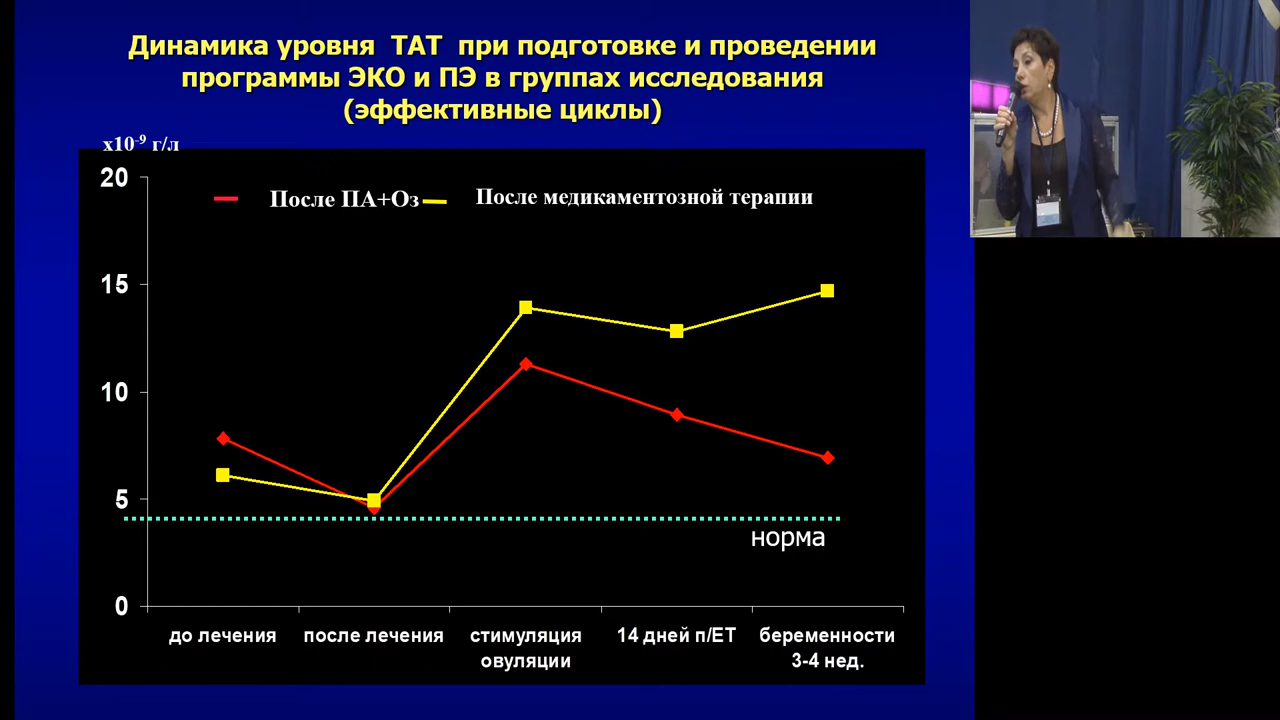 Динамика уровня ТАТ при подготовке и проведении
программы ЭКО и ПЭ в группах исследования
(эффективные циклы)
х10-9 г/л
20
После ПА+Оз
После медикаментозной терапии
15
10
5
норма
0
до лечения
после лечения
стимуляция
овуляции
14 дней п/ЕТ
беременности
3-4 нед.